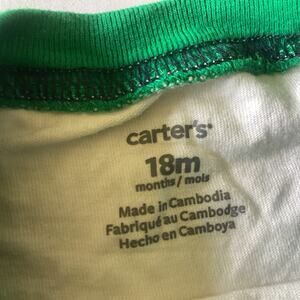 carter's®
18m
months / mois
Made in Cambodia
Fabriqué au Cambodge
Hecho en Camboya